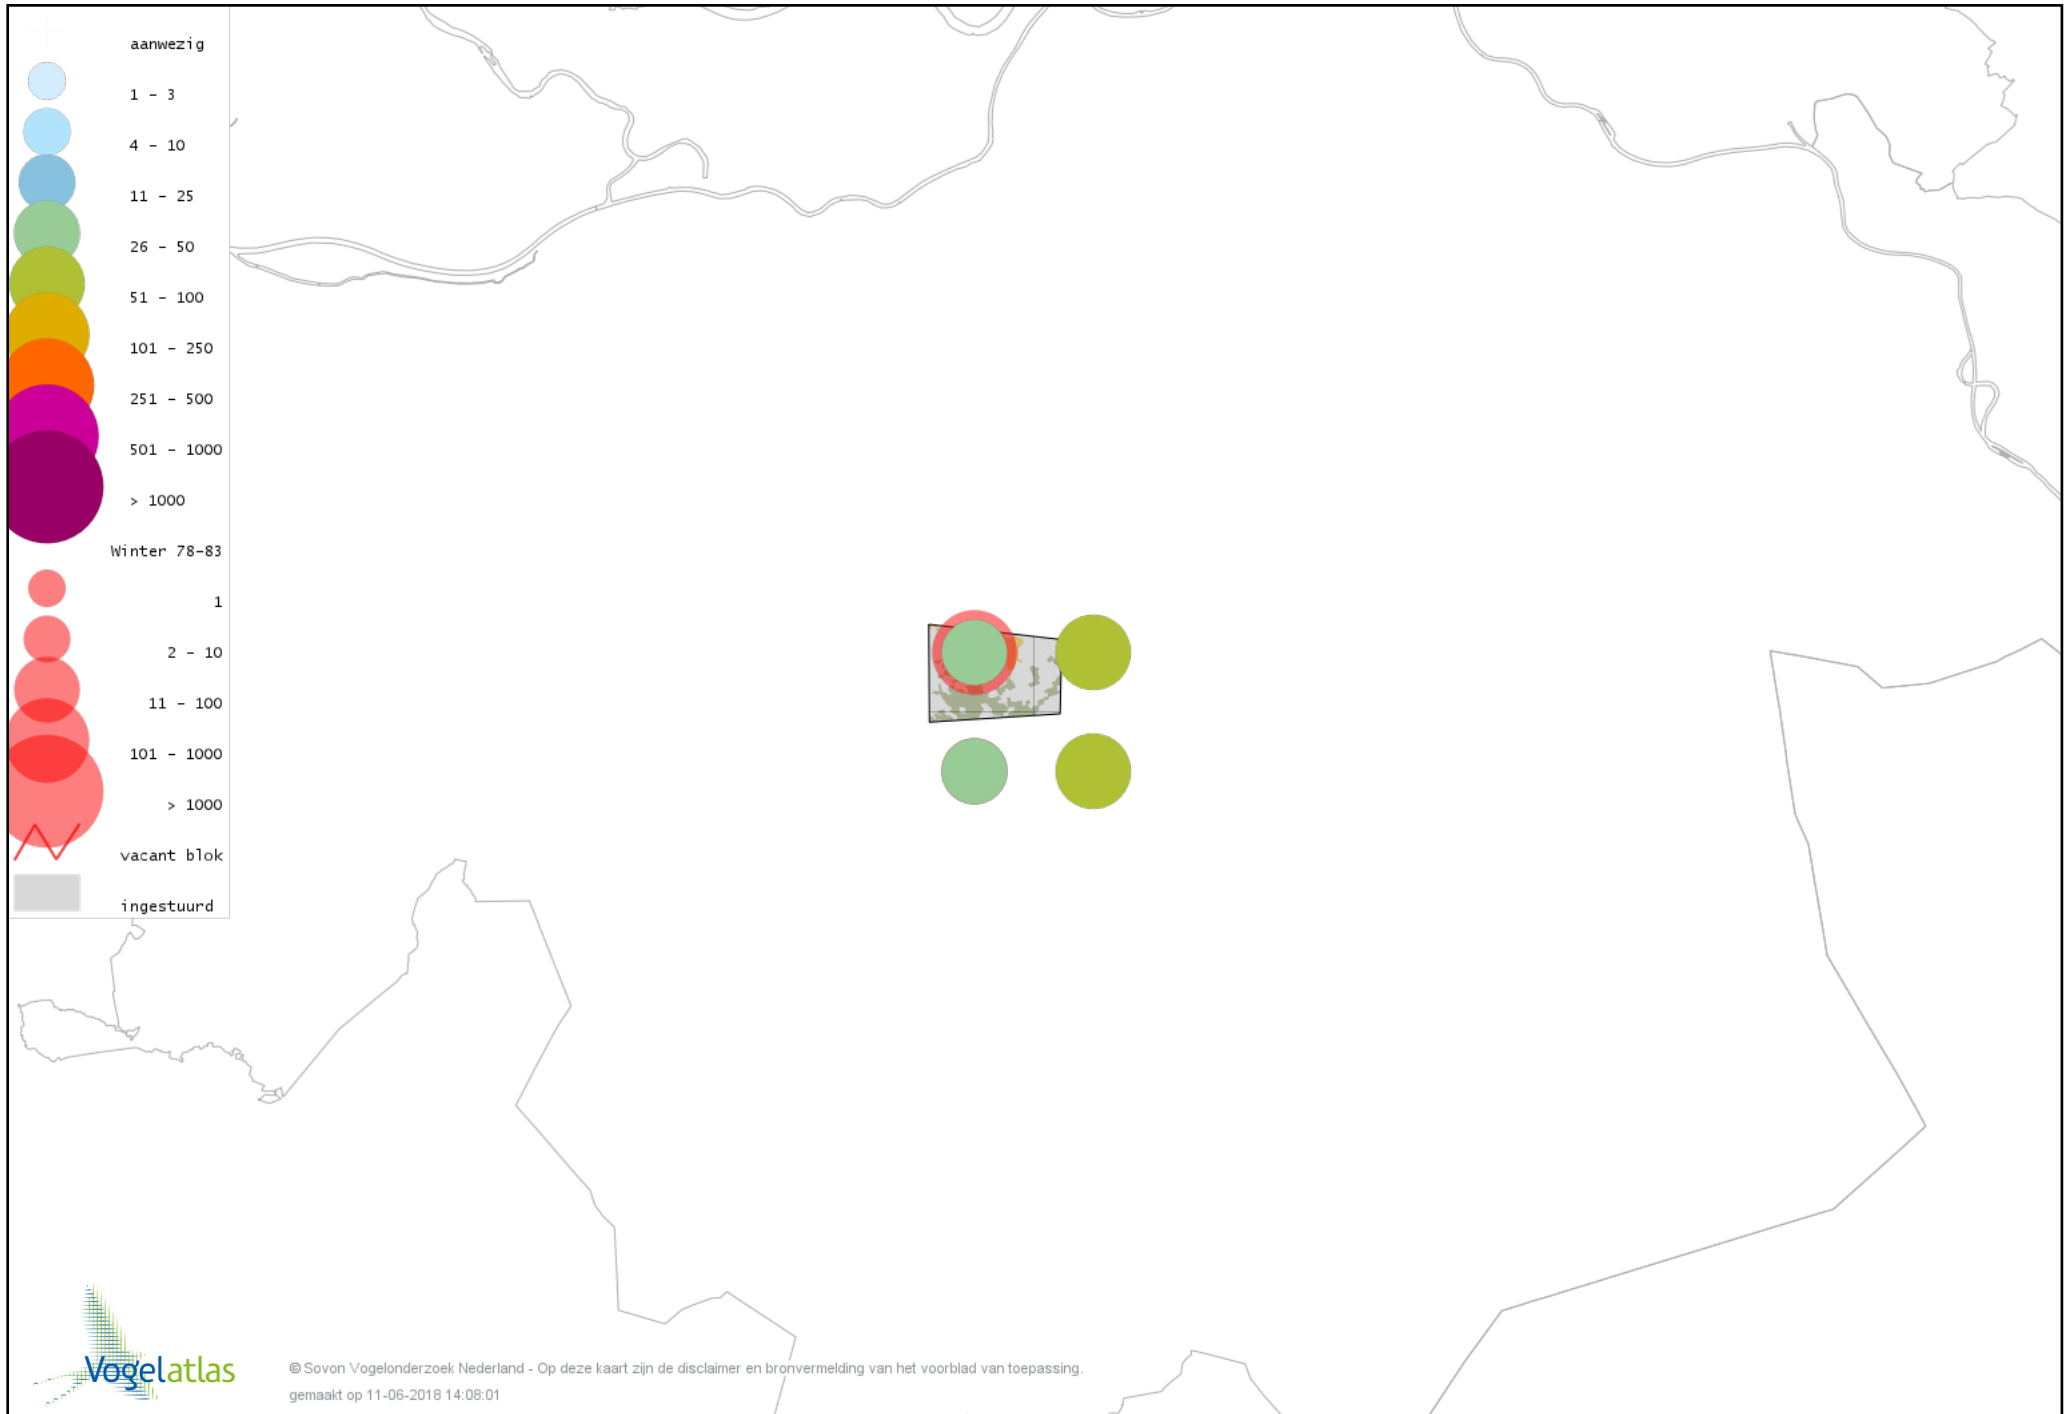 aanwezig
1 - 3
4 - 10
11 - 25
26 - 50
51 - 100
101 - 250
251 - 500
501 - 1000
> 1000
Winter 78-83
1
2 - 10
11 - 100
101 - 1000
> 1000
vacant blok
ingestuurd
Vogelatlas
© Sovon Vogelonderzoek Nederland - Op deze kaart zijn de disclaimer en bronvermelding van het voorblad van toepassing.
gemaakt op 11-06-2018 14:08:01